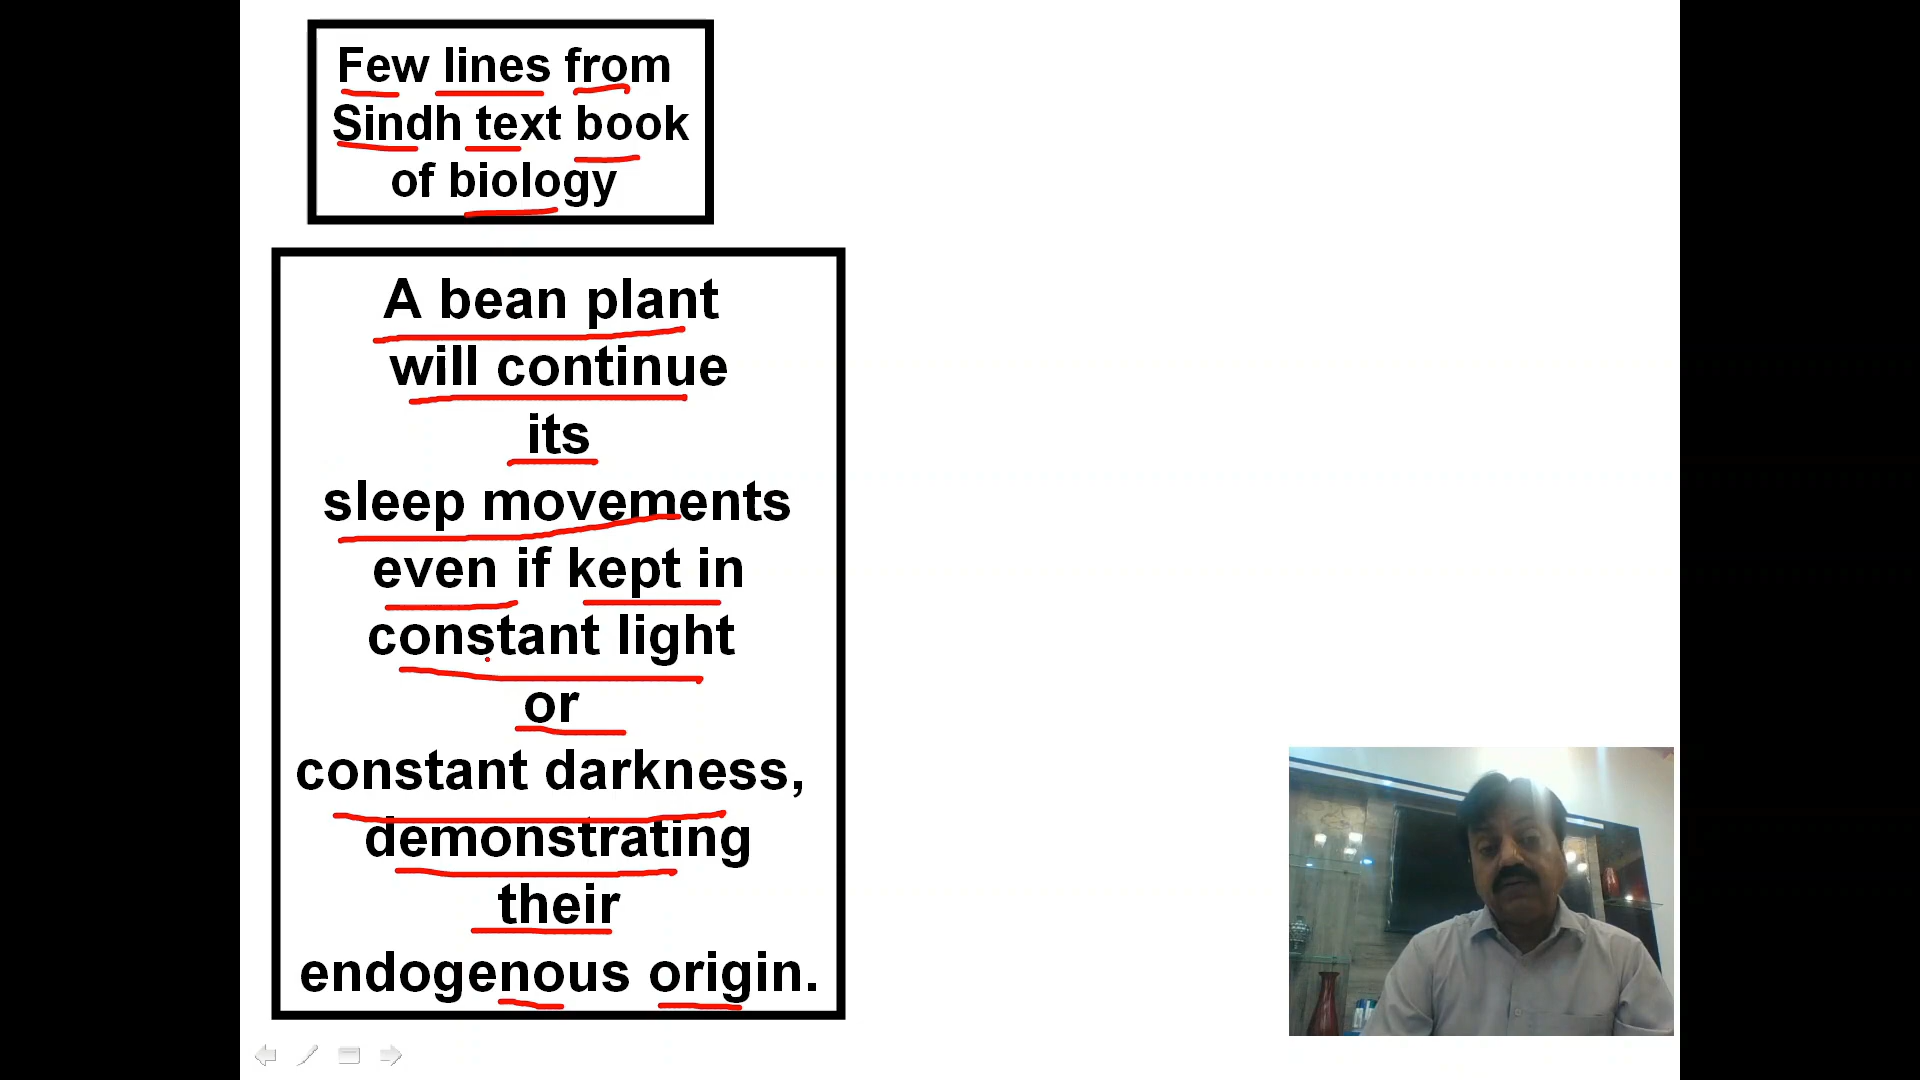 Few lines from
Sindh text book
of biology
A bean plant
will continue
its
sleep movements
even if kept in
constant light
or
constant darkness,
demonstrating
their
endogenous origin.